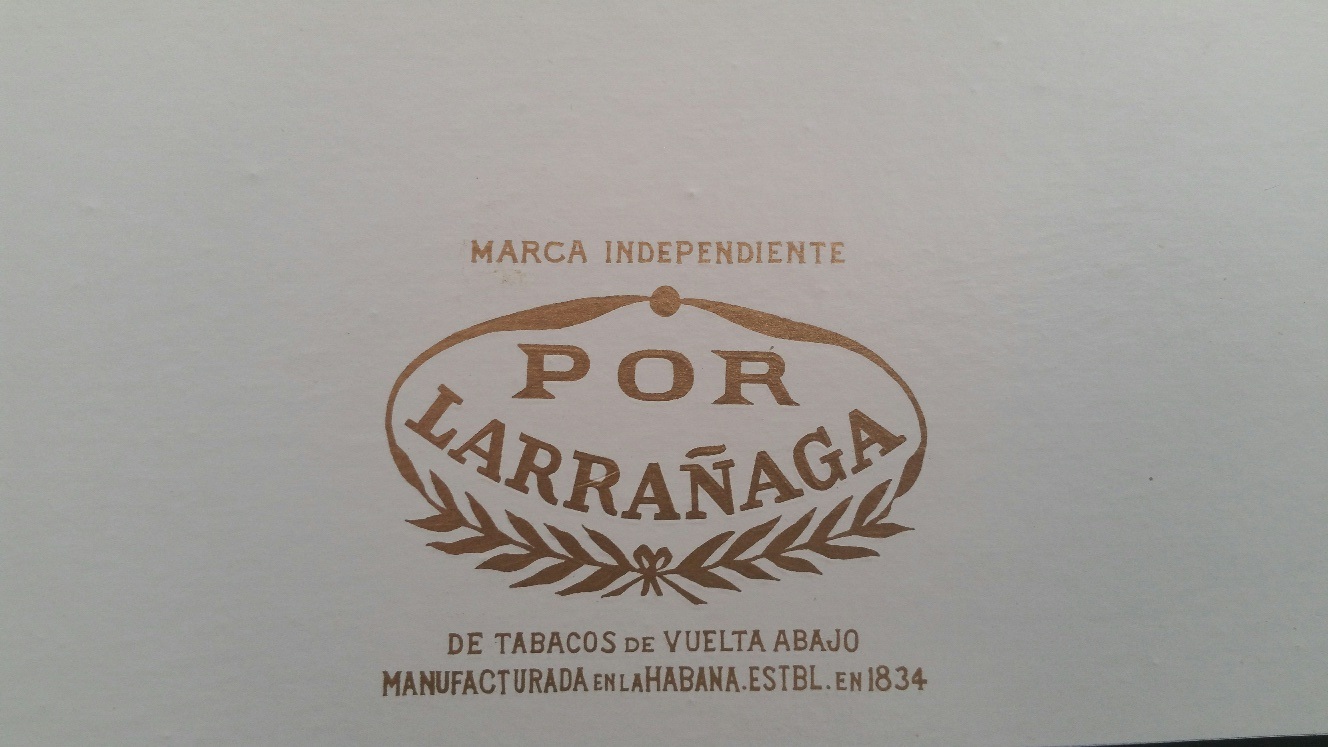 MARCA INDEPENDIENTE
POR
LARRAÑAGA
DE TABACOS DE VUELTA ABAJO
MANUFACTURADA EN LA HABANA. ESTBL. EN 1834